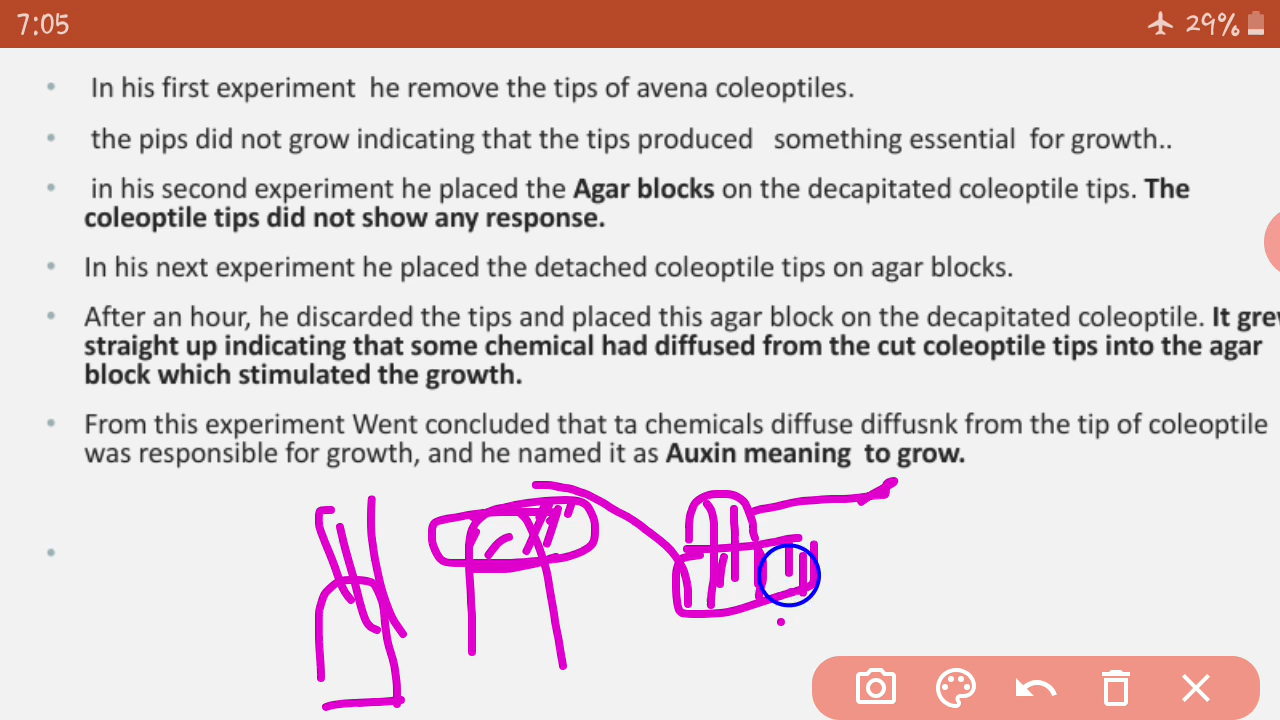 7:05
29%
In his first experiment he remove the tips of avena coleoptiles.
the pips did not grow indicating that the tips produced something essential for growth..
in his second experiment he placed the Agar blocks on the decapitated coleoptile tips. The
coleoptile tips did not show any response.
In his next experiment he placed the detached coleoptile tips on agar blocks.
After an hour, he discarded the tips and placed this agar block on the decapitated coleoptile. It grew
straight up indicating that some chemical had diffused from the cut coleoptile tips into the agar
block which stimulated the growth.
From this experiment Went concluded that ta chemicals diffuse diffusnk from the tip of coleoptile
was responsible for growth, and he named it as Auxin meaning to grow.